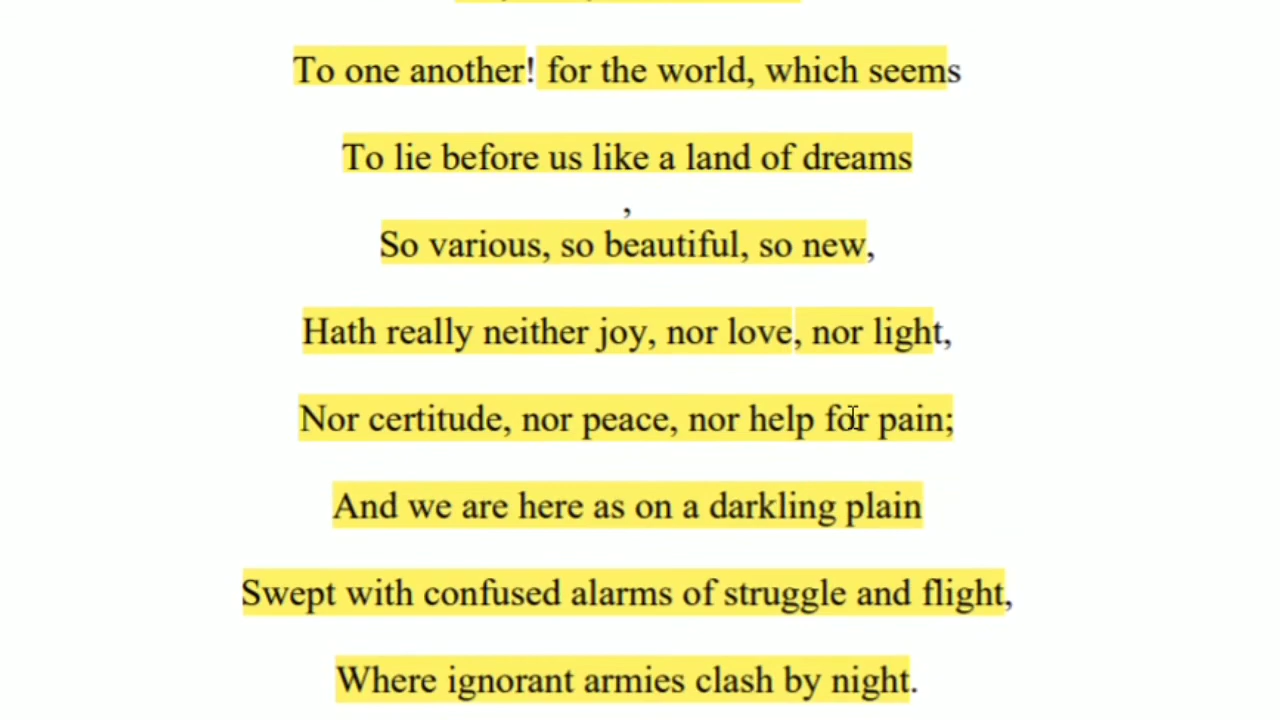 To one another! for the world, which seems
To lie before us like a land of dreams
,
So various, so beautiful, so new,
Hath really neither joy, nor love, nor light,
Nor certitude, nor peace, nor help for pain;
And we are here as on a darkling plain
Swept with confused alarms of struggle and flight,
Where ignorant armies clash by night.